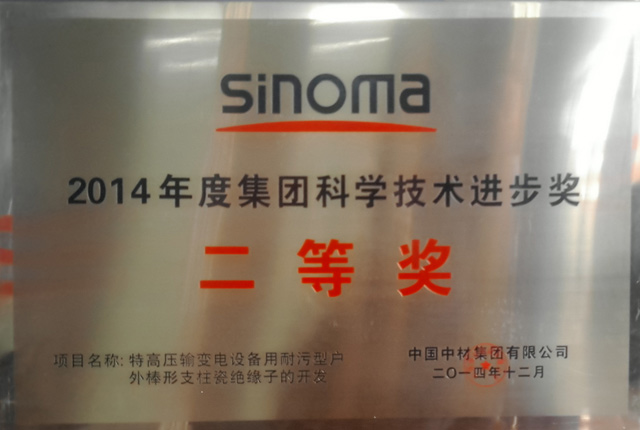 sinoma
2014年度集团科学技术进步奖
二等奖
项目名称: 特高压输变电设备用耐污型户
外棒形支柱瓷绝缘子的开发
中国中材集团有限公司
二〇一四年十二月